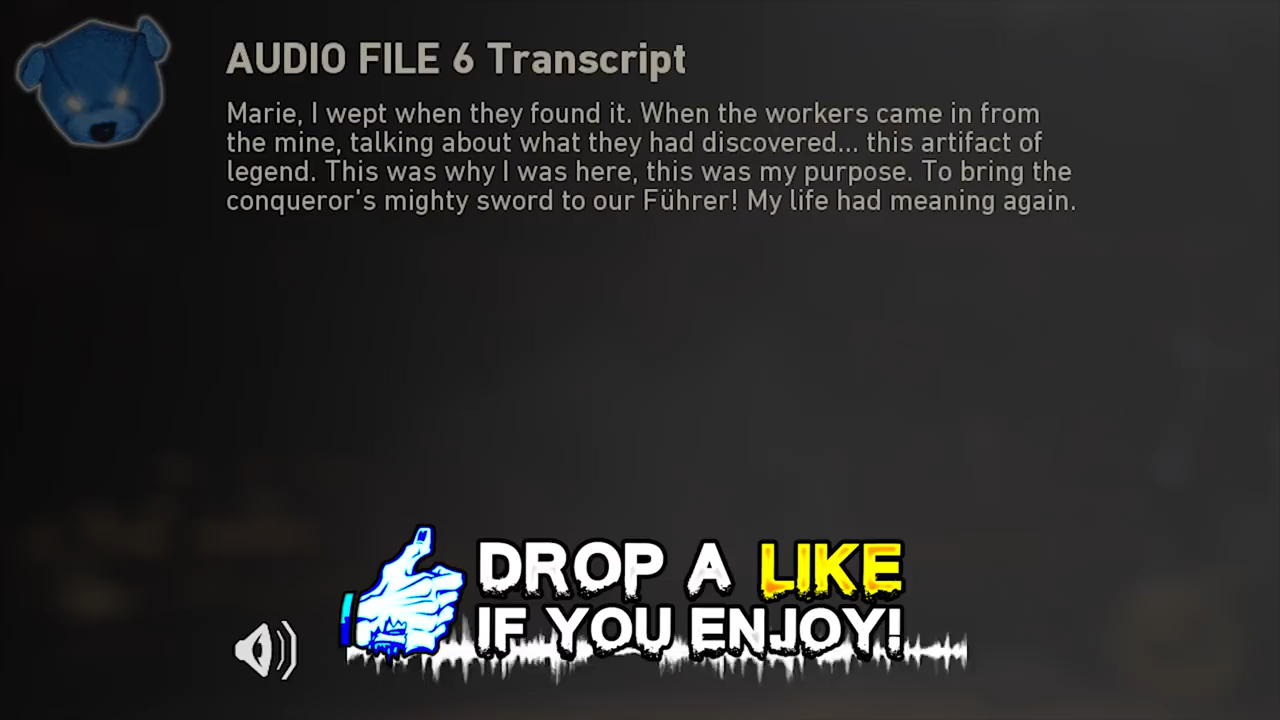 AUDIO FILE 6 Transcript
Marie, I wept when they found it. When the workers came in from
the mine, talking about what they had discovered... this artifact of
legend. This was why I was here, this was my purpose. To bring the
conqueror's mighty sword to our Führer! My life had meaning again.
DROP A LIKE
IF YOU ENJOY!